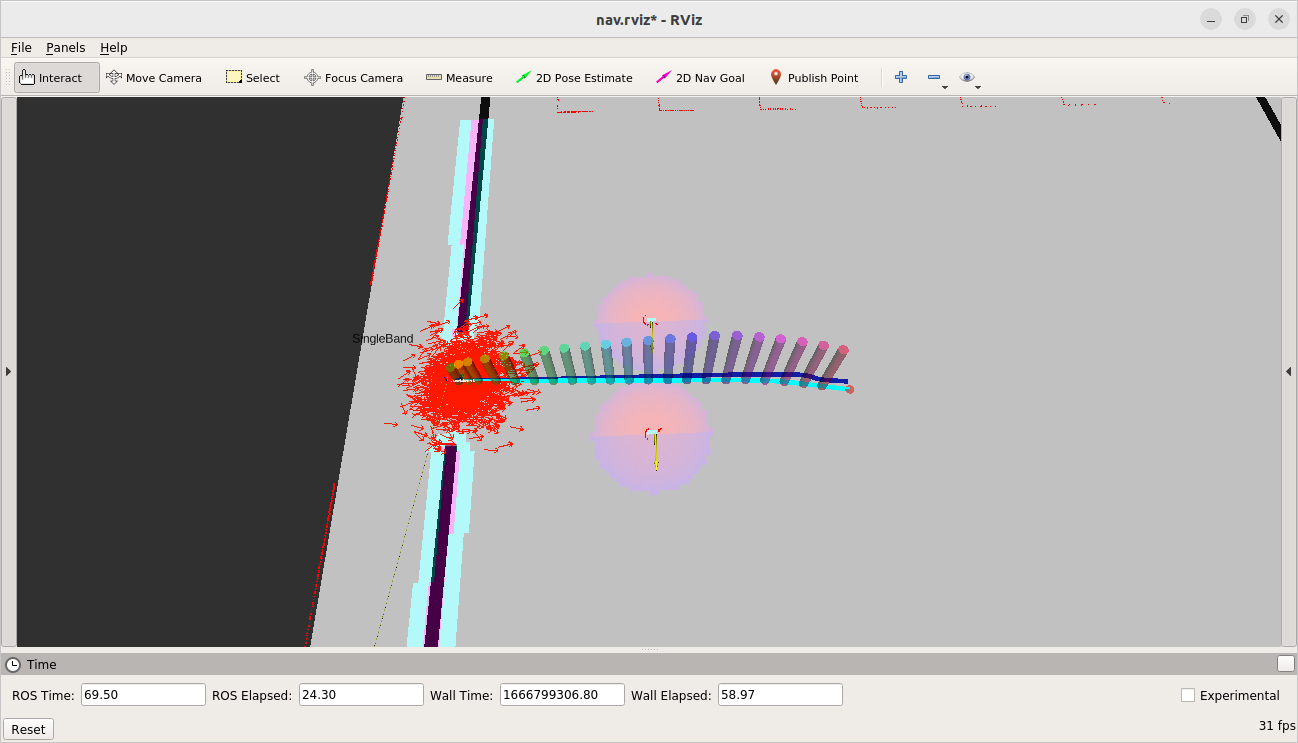 nav.rviz* - RViz
File Panels Help
Interact Move Camera Select Focus Camera Measure 2D Pose Estimate 2D Nav Goal Publish Point
SingleBand
Time
ROS Time: 69.50 ROS Elapsed: 24.30 Wall Time: 1666799306.80 Wall Elapsed: 58.97 Experimental
Reset 31 fps